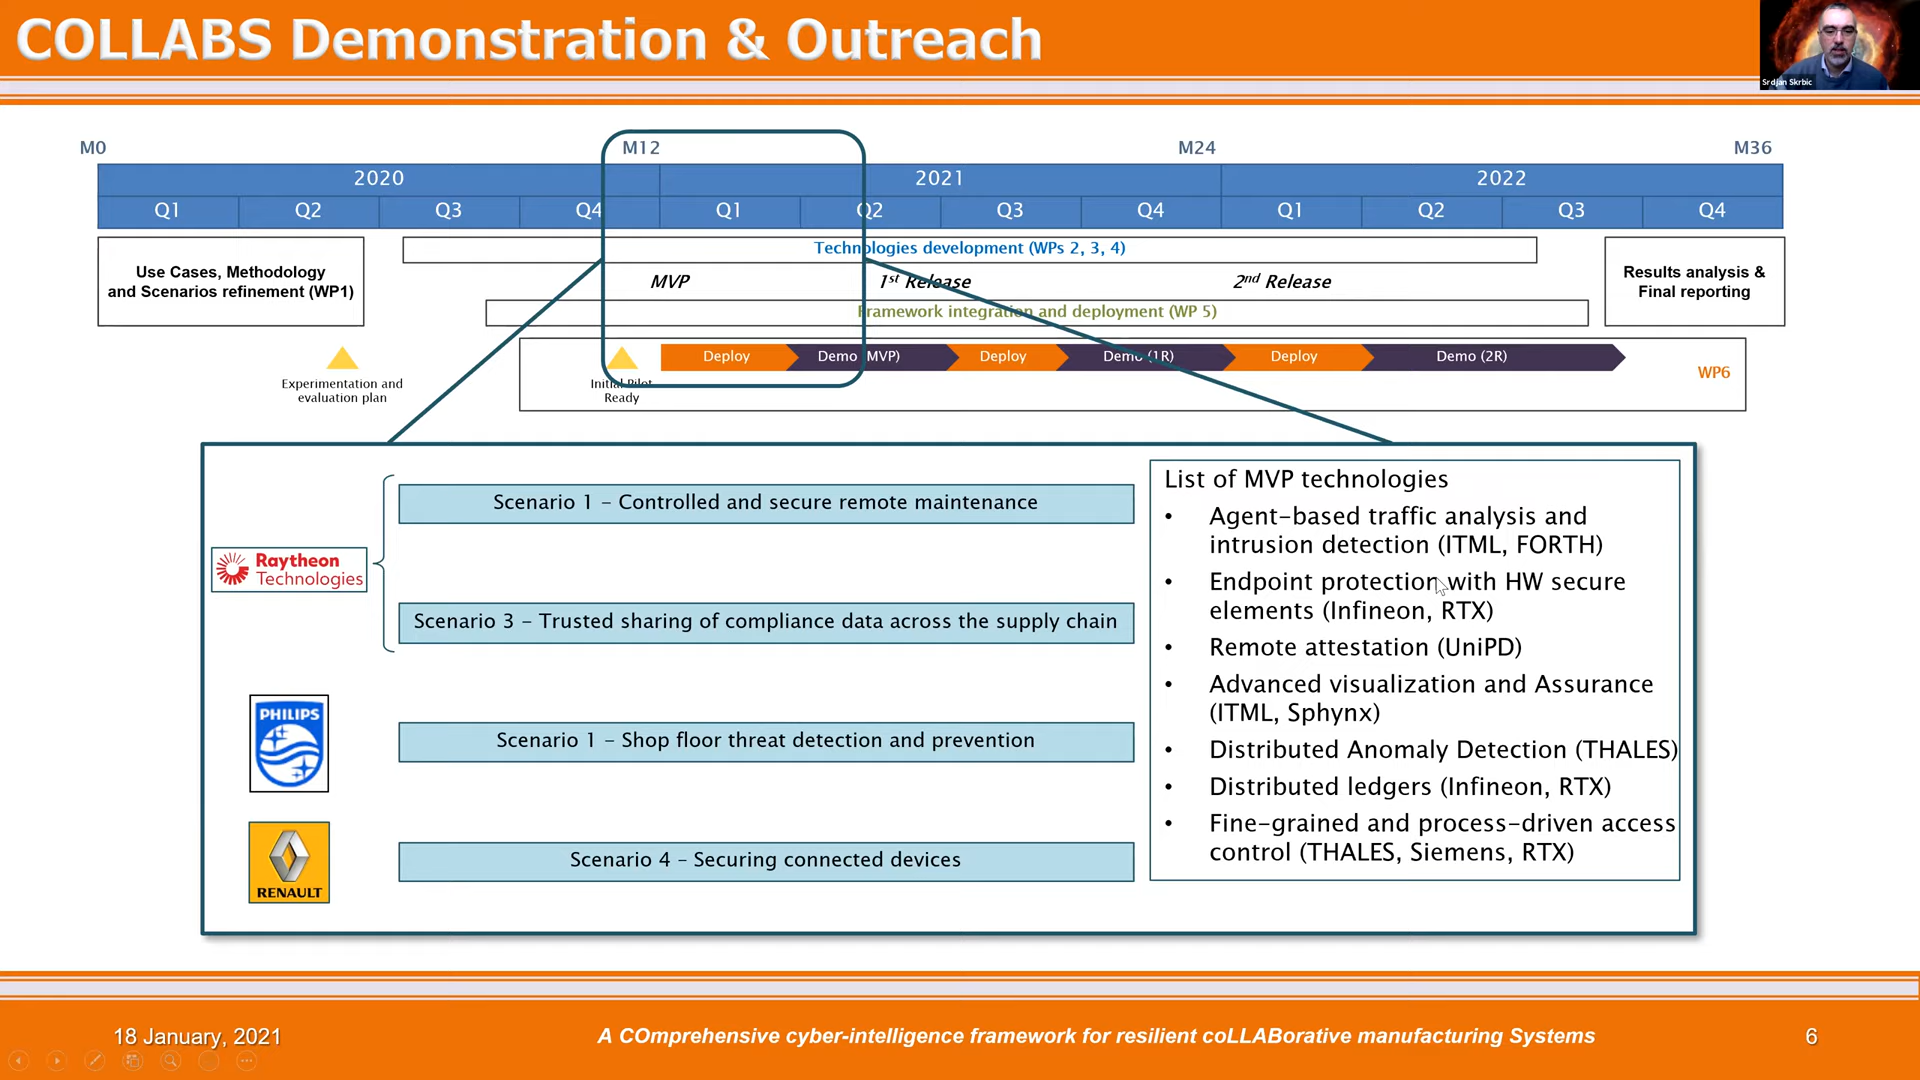 COLLABS Demonstration & Outreach
Srdjan Skrbic
M0
M12
M24
M36
2020
2021
2022
Q1
Q2
Q3
Q4
Q1
Q2
Q3
Q4
Q1
Q2
Q3
Q4
Use Cases, Methodology
and Scenarios refinement (WP1)
Technologies development (WPs 2, 3, 4)
MVP
1st Release
2nd Release
Framework integration and deployment (WP 5)
Results analysis &
Final reporting
Experimentation and
evaluation plan
Initial Pilot
Ready
Deploy
Demo (MVP)
Deploy
Demo (1R)
Deploy
Demo (2R)
WP6
Raytheon
Technologies
Scenario 1 – Controlled and secure remote maintenance
Scenario 3 – Trusted sharing of compliance data across the supply chain
PHILIPS
Scenario 1 – Shop floor threat detection and prevention
RENAULT
Scenario 4 – Securing connected devices
List of MVP technologies
• Agent-based traffic analysis and
intrusion detection (ITML, FORTH)
• Endpoint protection with HW secure
elements (Infineon, RTX)
• Remote attestation (UniPD)
• Advanced visualization and Assurance
(ITML, Sphynx)
• Distributed Anomaly Detection (THALES)
• Distributed ledgers (Infineon, RTX)
• Fine-grained and process-driven access
control (THALES, Siemens, RTX)
18 January, 2021
A COmprehensive cyber-intelligence framework for resilient coLLABorative manufacturing Systems
6